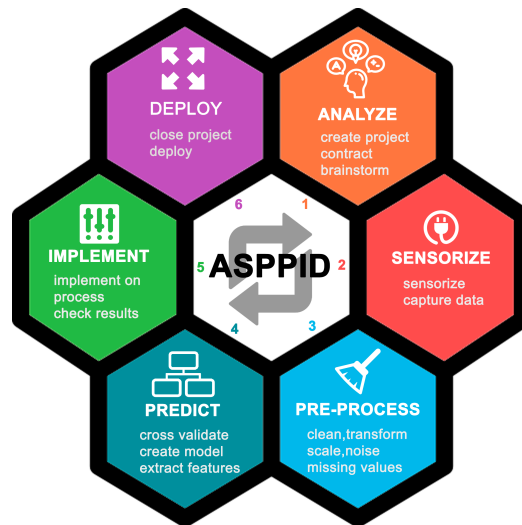 DEPLOY
close project
deploy
ANALYZE
create project
contract
brainstorm
IMPLEMENT
implement on
process
check results
6
1
5
ASPPID
2
4
3
SENSORIZE
sensorize
capture data
PREDICT
cross validate
create model
extract features
PRE-PROCESS
clean,transform
scale,noise
missing values